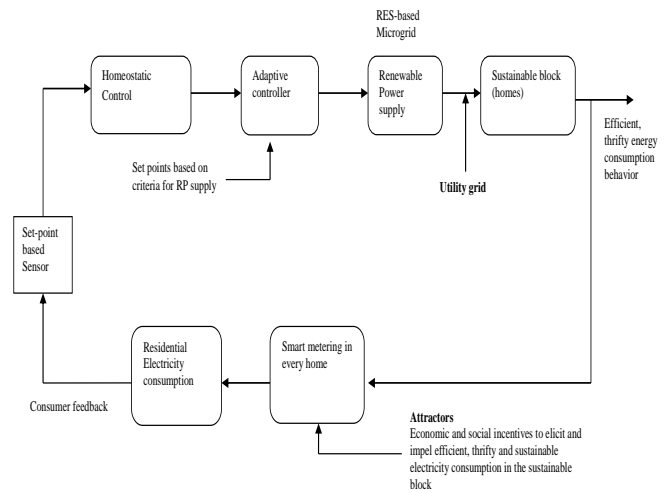 RES-based
Microgrid
Homeostatic
Control
Adaptive
controller
Renewable
Power
supply
Sustainable block
(homes)
Efficient,
thrifty energy
consumption
behavior
Set points based on
criteria for RP supply
Utility grid
Set-point
based
Sensor
Residential
Electricity
consumption
Smart metering in
every home
Consumer feedback
Attractors
Economic and social incentives to elicit and
impel efficient, thrifty and sustainable
electricity consumption in the sustainable
block